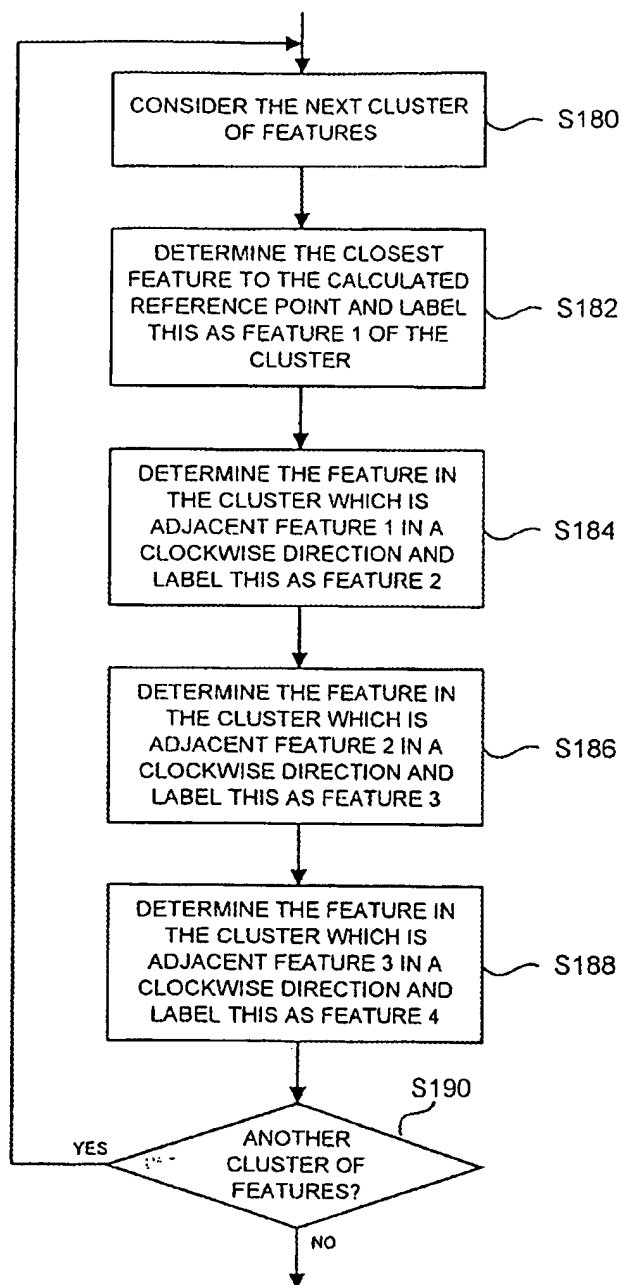 CONSIDER THE NEXT CLUSTER
OF FEATURES
S180
DETERMINE THE CLOSEST
FEATURE TO THE CALCULATED
REFERENCE POINT AND LABEL
THIS AS FEATURE 1 OF THE
CLUSTER
S182
DETERMINE THE FEATURE IN
THE CLUSTER WHICH IS
ADJACENT FEATURE 1 IN A
CLOCKWISE DIRECTION AND
LABEL THIS AS FEATURE 2
S184
DETERMINE THE FEATURE IN
THE CLUSTER WHICH IS
ADJACENT FEATURE 2 IN A
CLOCKWISE DIRECTION AND
LABEL THIS AS FEATURE 3
S186
DETERMINE THE FEATURE IN
THE CLUSTER WHICH IS
ADJACENT FEATURE 3 IN A
CLOCKWISE DIRECTION AND
LABEL THIS AS FEATURE 4
S188
S190
YES
ANOTHER
CLUSTER OF
FEATURES?
NO